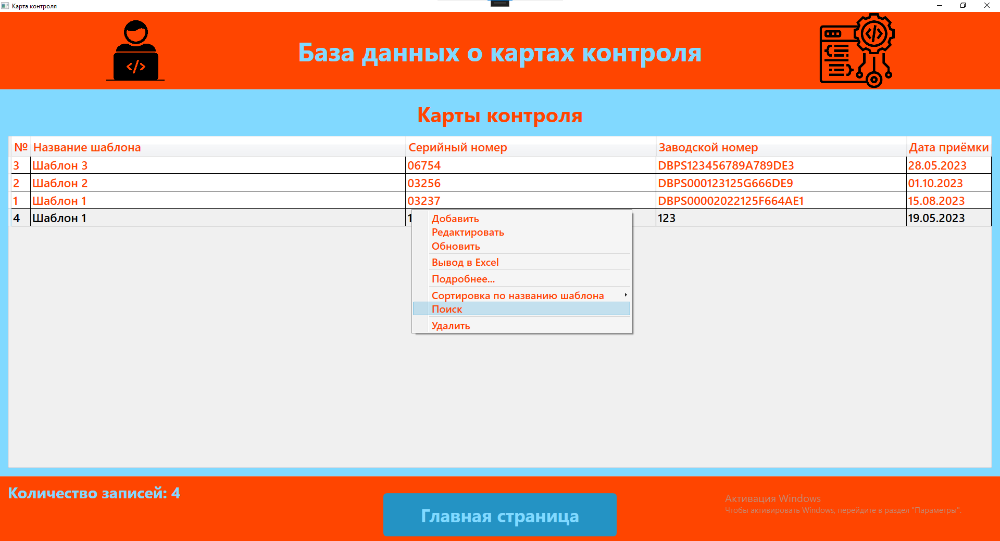 Карта контроля
База данных о картах контроля
</>
</>
Карты контроля
№ Название шаблона Серийный номер Заводской номер Дата приёмки
3 Шаблон 3 06754 DBPS123456789A789DE3 28.05.2023
2 Шаблон 2 03256 DBPS000123125G666DE9 01.10.2023
1 Шаблон 1 03237 DBPS00002022125F664AE1 15.08.2023
4 Шаблон 1 123 19.05.2023
Добавить
Редактировать
Обновить
Вывод в Excel
Подробнее...
Сортировка по названию шаблона
Поиск
Удалить
Количество записей: 4
Главная страница
Активация Windows
Чтобы активировать Windows, перейдите в раздел "Параметры".